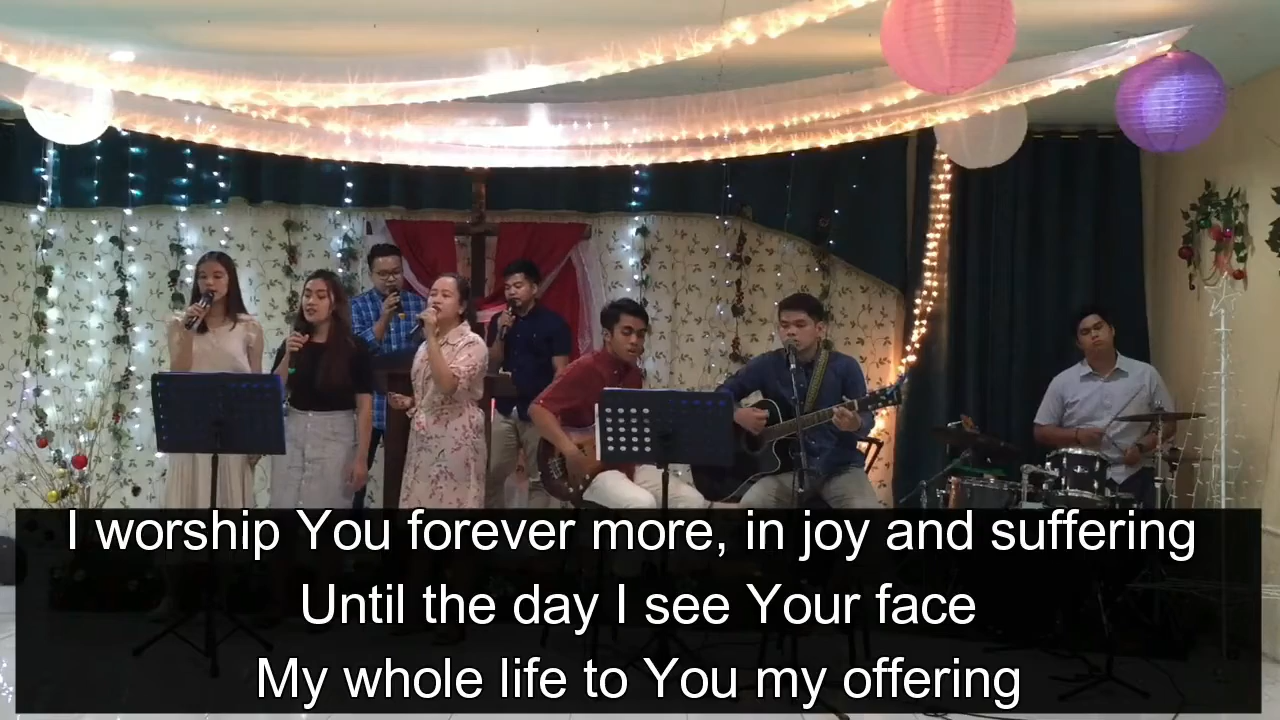 I worship You forever more, in joy and suffering
Until the day I see Your face
My whole life to You my offering